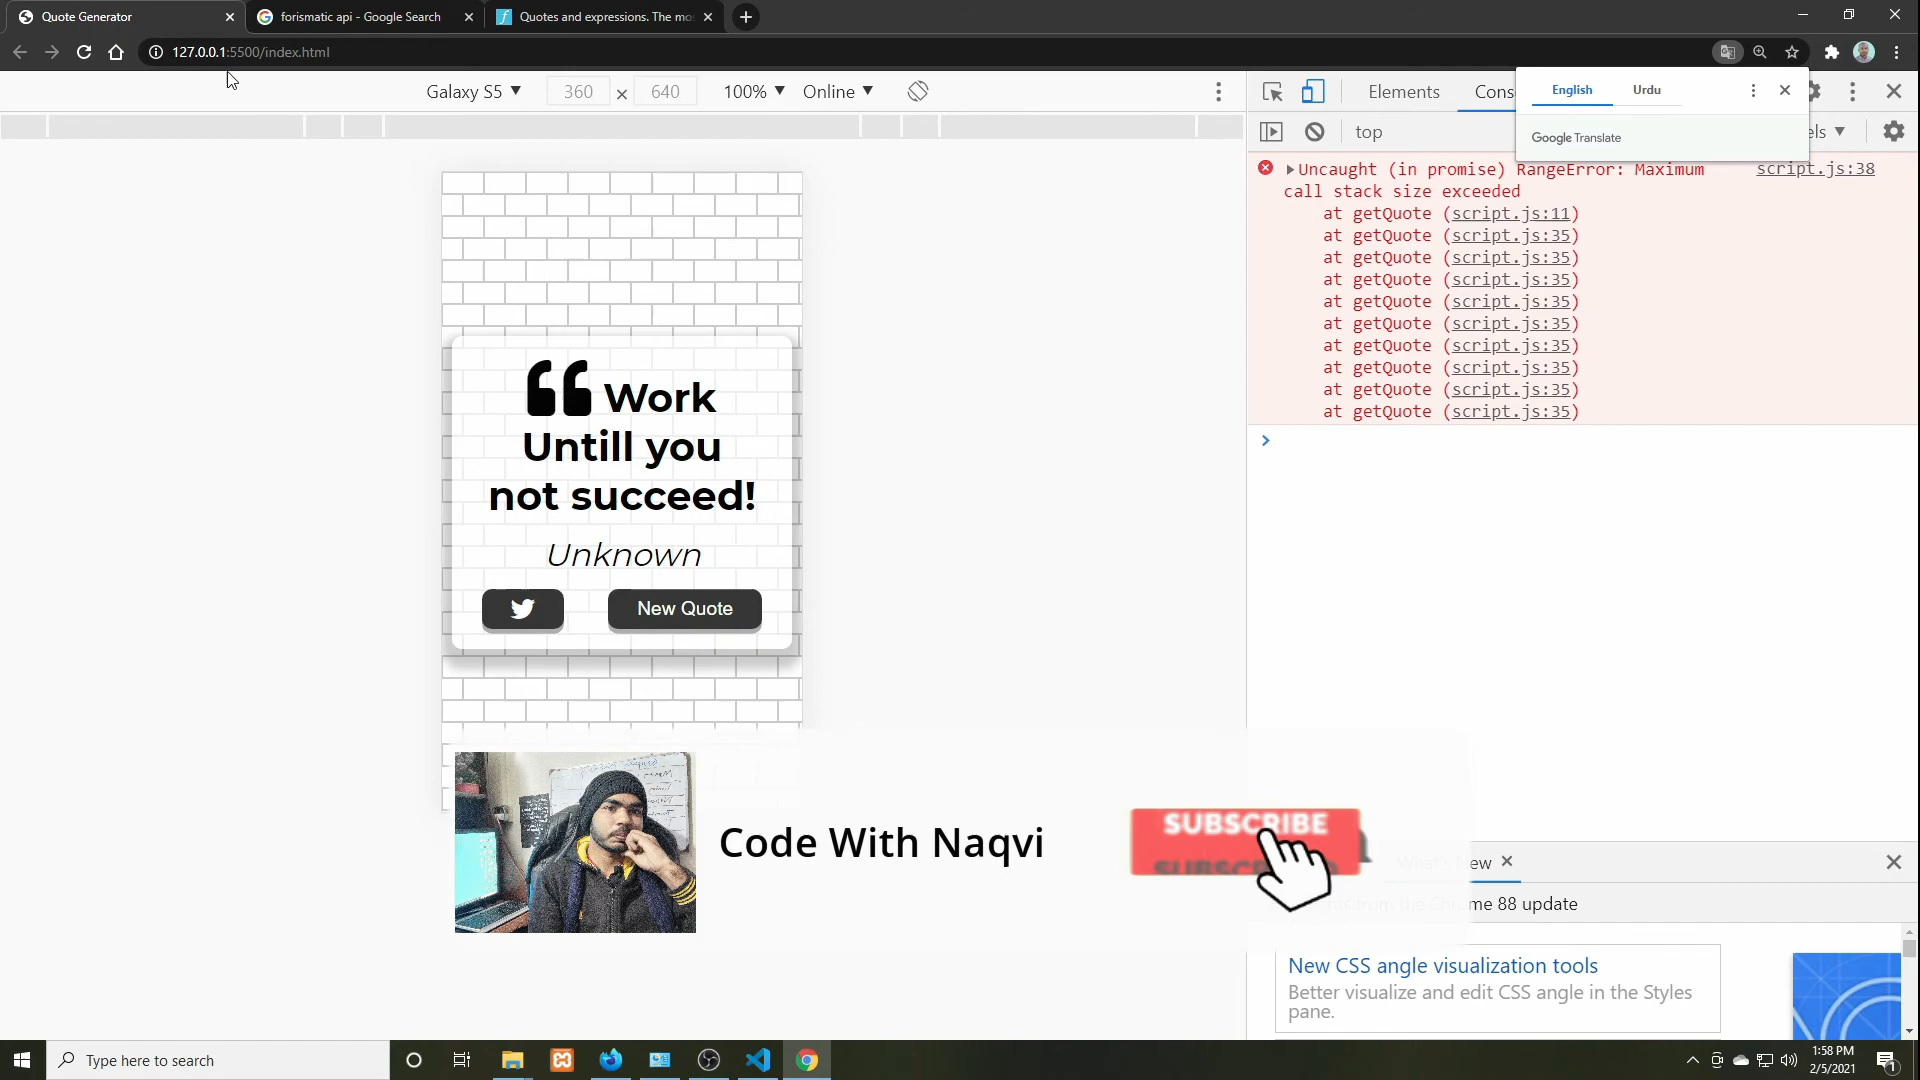 Quote Generator
forismatic api - Google Search
Quotes and expressions. The mo
127.0.0.1:5500/index.html
Galaxy S5 ▼ 360 × 640 100% ▼ Online ▼
Elements Cons
top
English Urdu
Google Translate
els ▼
Uncaught (in promise) RangeError: Maximum call stack size exceeded script.js:38
at getQuote (script.js:11)
at getQuote (script.js:35)
at getQuote (script.js:35)
at getQuote (script.js:35)
at getQuote (script.js:35)
at getQuote (script.js:35)
at getQuote (script.js:35)
at getQuote (script.js:35)
at getQuote (script.js:35)
at getQuote (script.js:35)
Work
Untill you
not succeed!
Unknown
New Quote
Code With Naqvi
SUBSCRIBE
New
me 88 update
New CSS angle visualization tools
Better visualize and edit CSS angle in the Styles
pane.
Type here to search
1:58 PM
2/5/2021
1